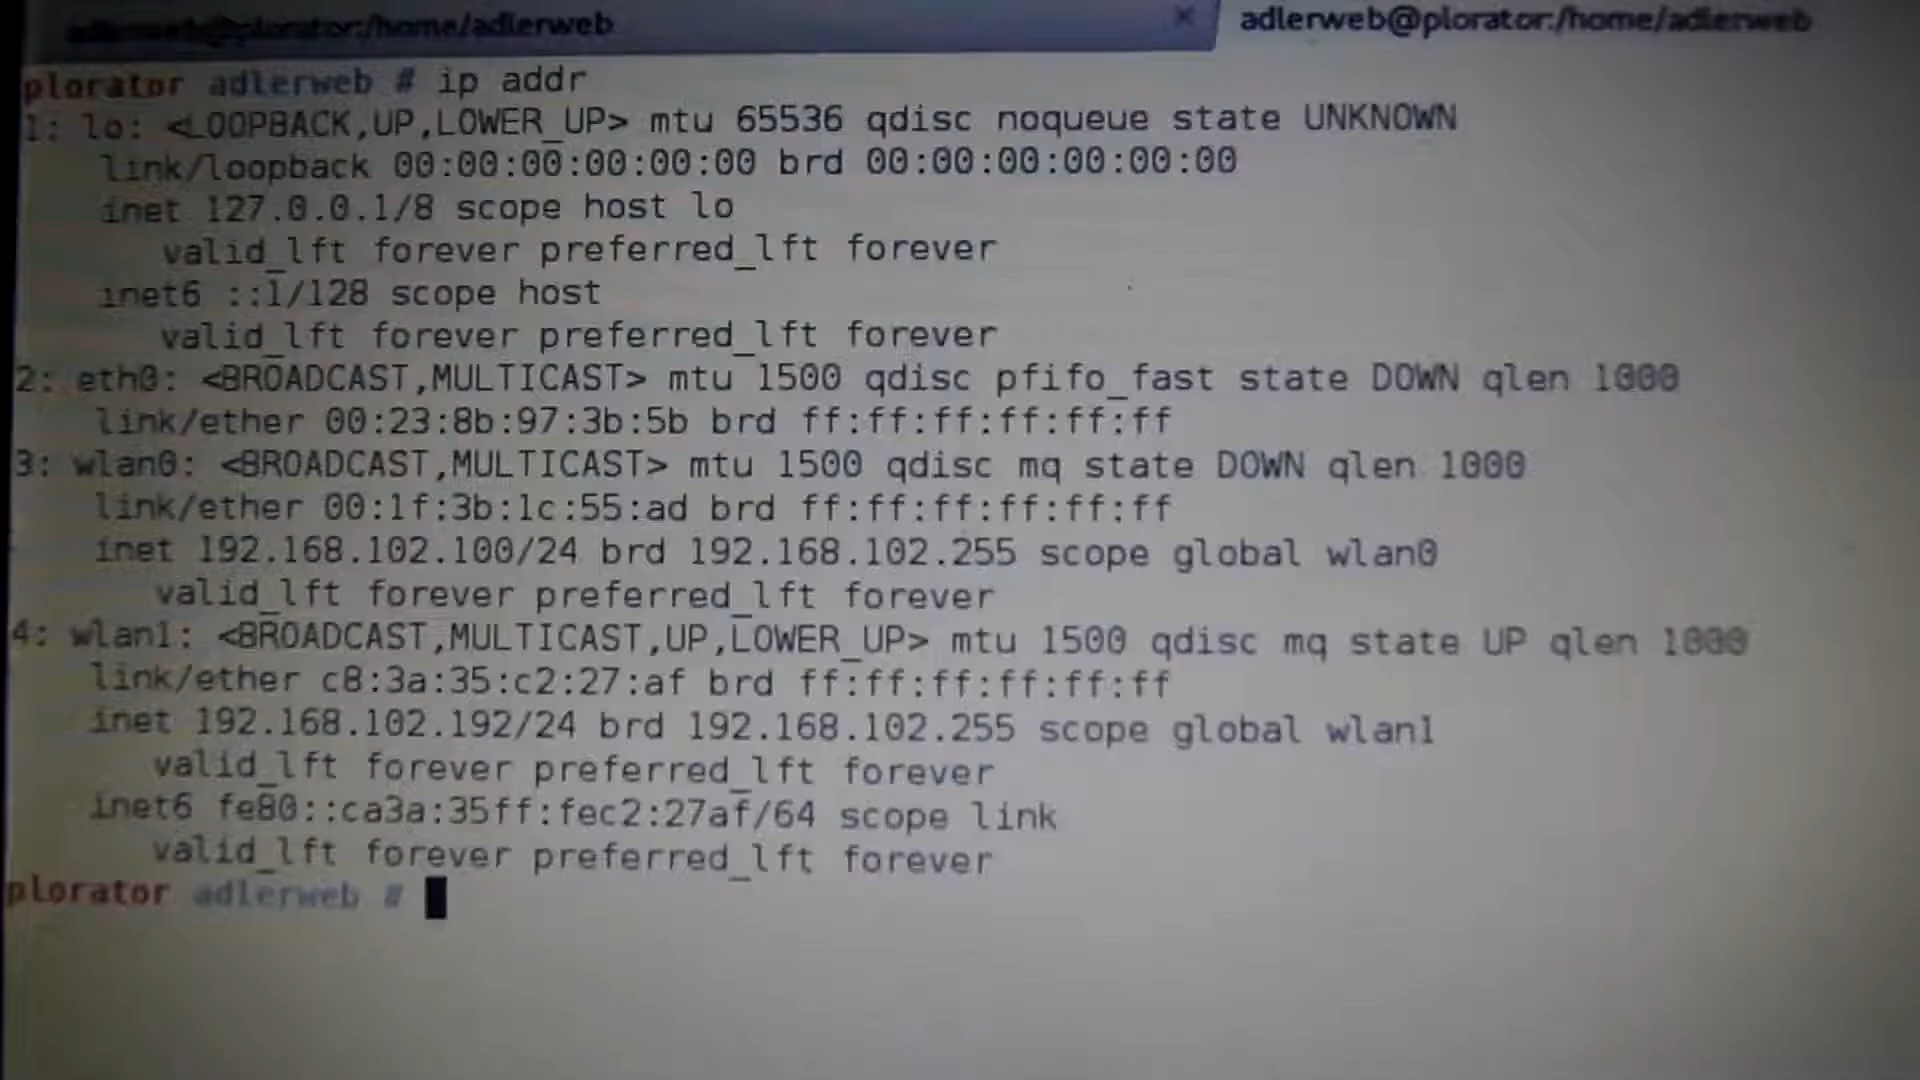 adlerweb@plorator:/home/adlerweb × adlerweb@plorator:/home/adlerweb
plorator adlerweb # ip addr
1: lo: <LOOPBACK,UP,LOWER_UP> mtu 65536 qdisc noqueue state UNKNOWN
link/loopback 00:00:00:00:00:00 brd 00:00:00:00:00:00
inet 127.0.0.1/8 scope host lo
valid_lft forever preferred_lft forever
inet6 ::1/128 scope host
valid_lft forever preferred_lft forever
2: eth0: <BROADCAST,MULTICAST> mtu 1500 qdisc pfifo_fast state DOWN qlen 1000
link/ether 00:23:8b:97:3b:5b brd ff:ff:ff:ff:ff:ff
3: wlan0: <BROADCAST,MULTICAST> mtu 1500 qdisc mq state DOWN qlen 1000
link/ether 00:1f:3b:1c:55:ad brd ff:ff:ff:ff:ff:ff
inet 192.168.102.100/24 brd 192.168.102.255 scope global wlan0
valid_lft forever preferred_lft forever
4: wlan1: <BROADCAST,MULTICAST,UP,LOWER_UP> mtu 1500 qdisc mq state UP qlen 1000
link/ether c8:3a:35:c2:27:af brd ff:ff:ff:ff:ff:ff
inet 192.168.102.192/24 brd 192.168.102.255 scope global wlan1
valid_lft forever preferred_lft forever
inet6 fe80::ca3a:35ff:fec2:27af/64 scope link
valid_lft forever preferred_lft forever
plorator adlerweb #